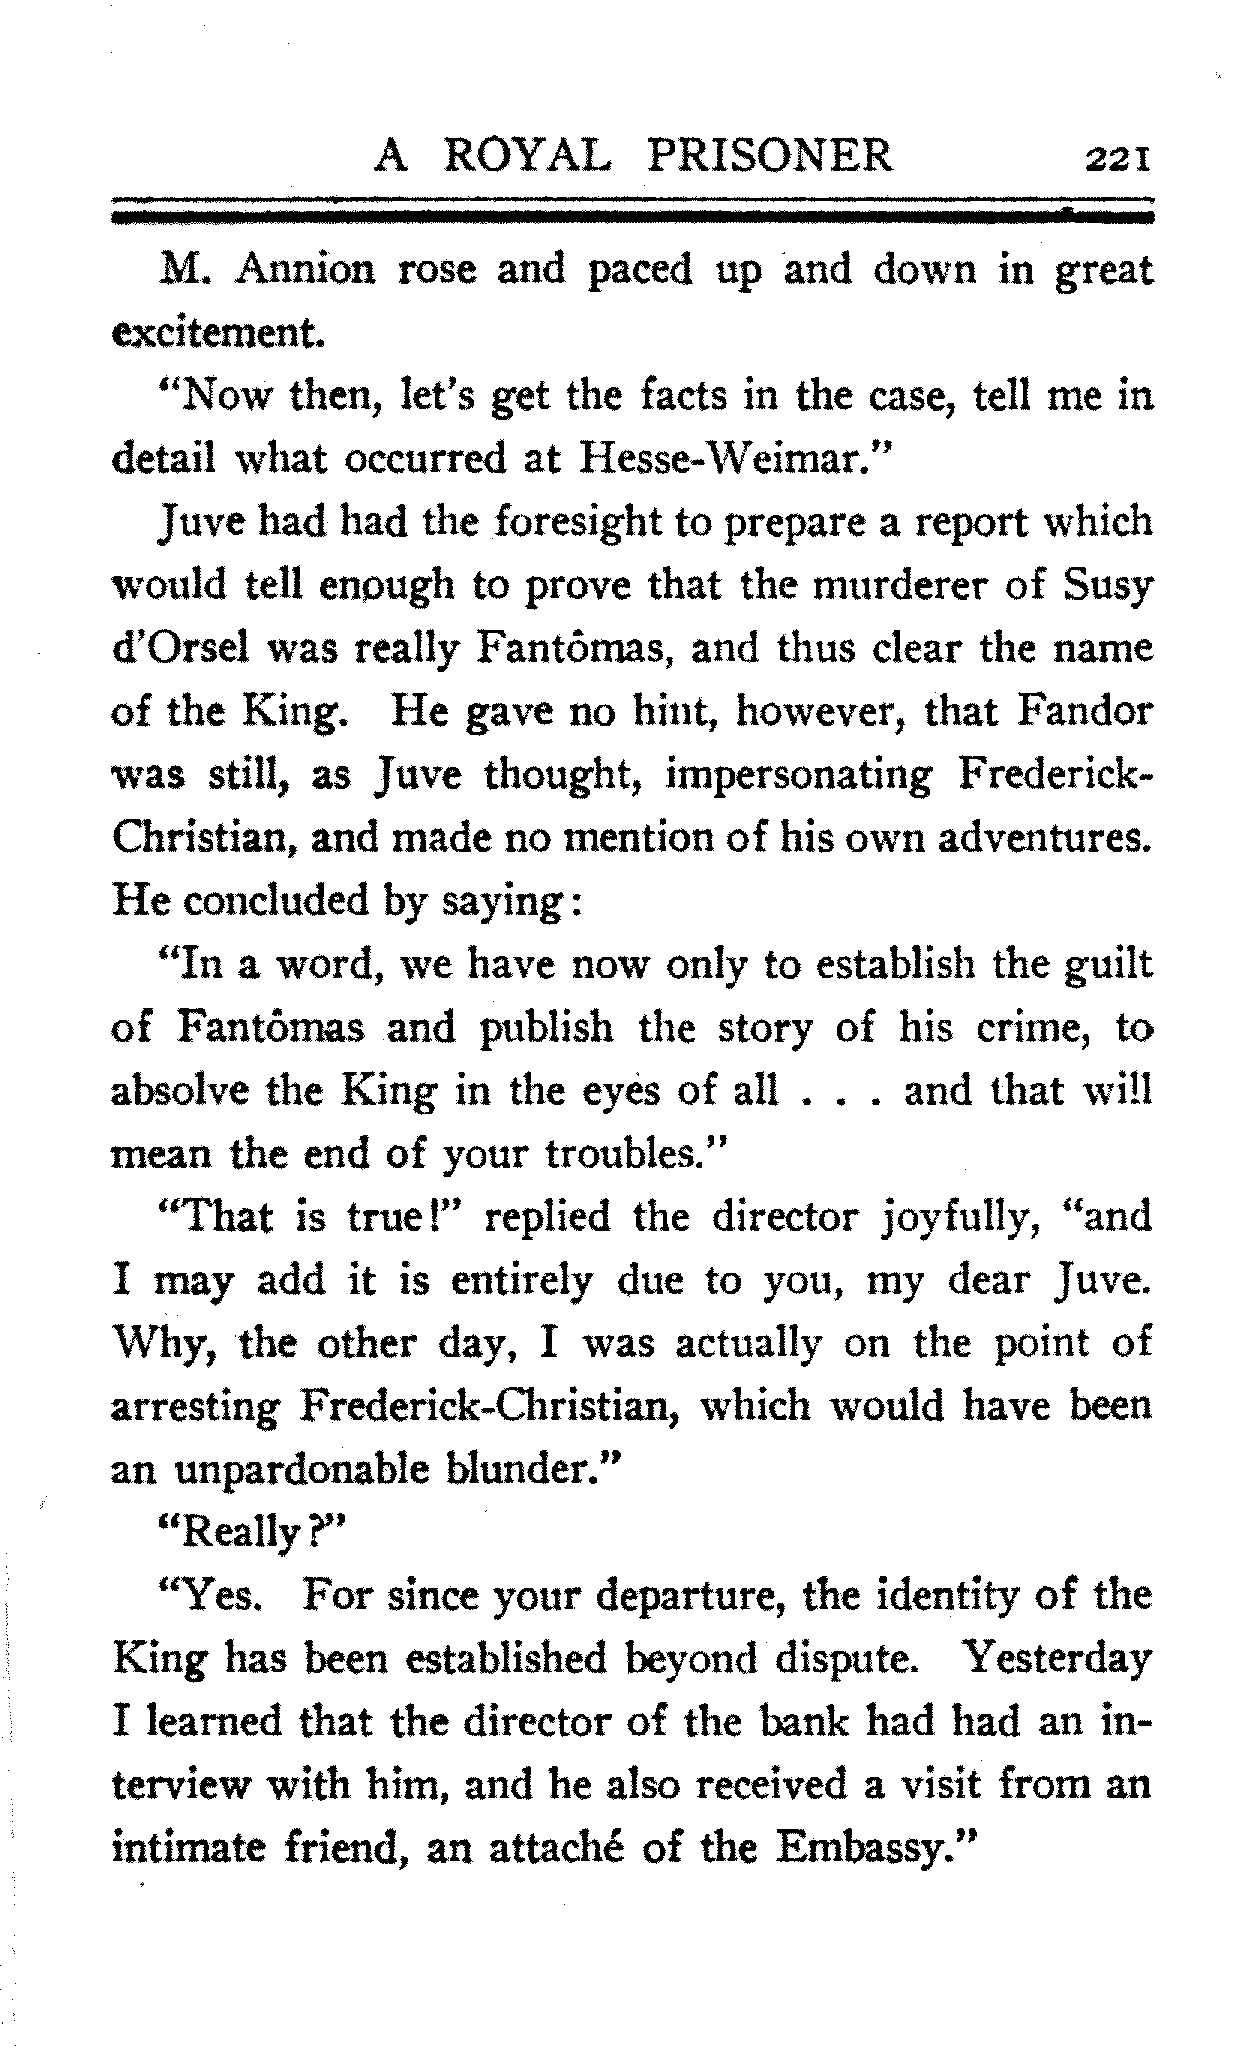 A ROYAL PRISONER 221
M. Annion rose and paced up and down in great
excitement.
“Now then, let's get the facts in the case, tell me in
detail what occurred at Hesse-Weimar.”
Juve had had the foresight to prepare a report which
would tell enough to prove that the murderer of Susy
d'Orsel was really Fantômas, and thus clear the name
of the King. He gave no hint, however, that Fandor
was still, as Juve thought, impersonating Frederick-
Christian, and made no mention of his own adventures.
He concluded by saying:
“In a word, we have now only to establish the guilt
of Fantômas and publish the story of his crime, to
absolve the King in the eyes of all . . . and that will
mean the end of your troubles.”
“That is true!” replied the director joyfully, “and
I may add it is entirely due to you, my dear Juve.
Why, the other day, I was actually on the point of
arresting Frederick-Christian, which would have been
an unpardonable blunder.”
“Really?”
“Yes. For since your departure, the identity of the
King has been established beyond dispute. Yesterday
I learned that the director of the bank had had an in-
terview with him, and he also received a visit from an
intimate friend, an attaché of the Embassy.”